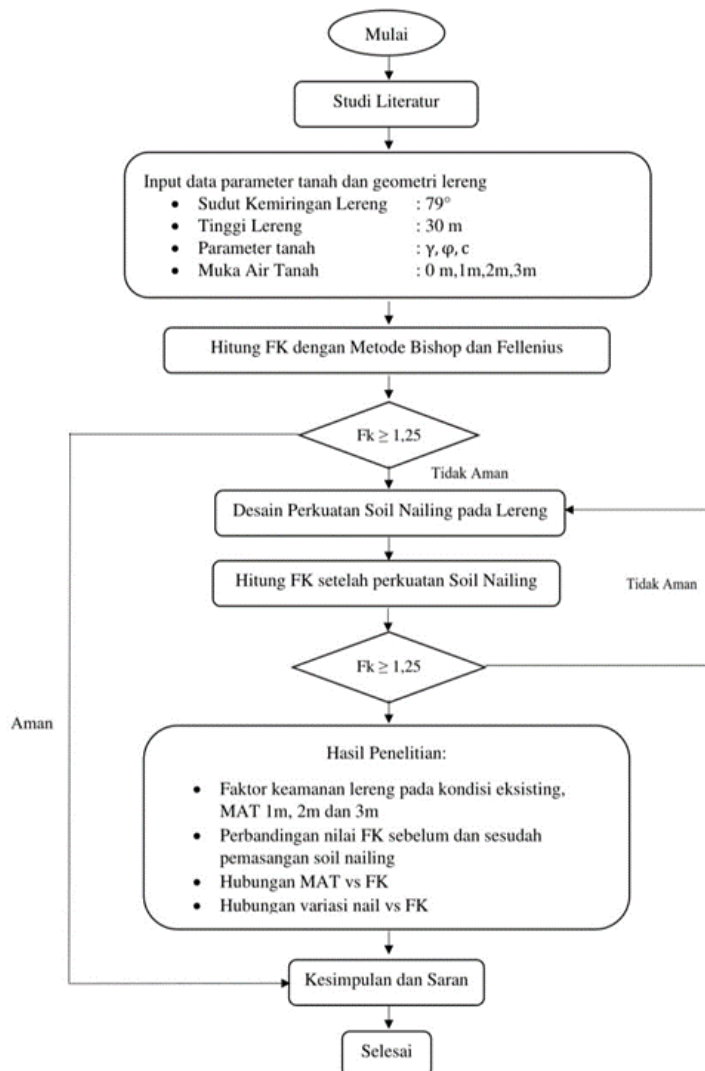 Mulai
Studi Literatur
Input data parameter tanah dan geometri lereng
• Sudut Kemiringan Lereng : 79°
• Tinggi Lereng : 30 m
• Parameter tanah : γ, φ, c
• Muka Air Tanah : 0 m,1m,2m,3m
Hitung FK dengan Metode Bishop dan Fellenius
Fk ≥ 1,25
Tidak Aman
Desain Perkuatan Soil Nailing pada Lereng
Hitung FK setelah perkuatan Soil Nailing
Tidak Aman
Fk ≥ 1,25
Aman
Hasil Penelitian:
• Faktor keamanan lereng pada kondisi eksisting,
MAT 1m, 2m dan 3m
• Perbandingan nilai FK sebelum dan sesudah
pemasangan soil nailing
• Hubungan MAT vs FK
• Hubungan variasi nail vs FK
Kesimpulan dan Saran
Selesai